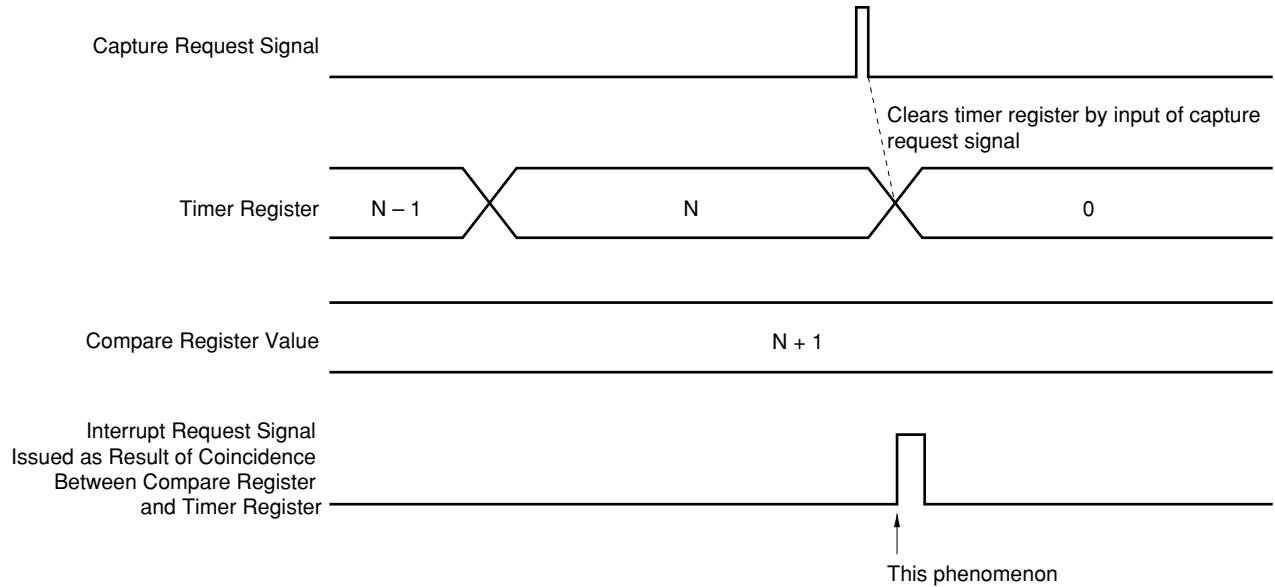 Capture Request Signal
Clears timer register by input of capture
request signal
Timer Register
N – 1
N
0
Compare Register Value
N + 1
Interrupt Request Signal
Issued as Result of Coincidence
Between Compare Register
and Timer Register
This phenomenon